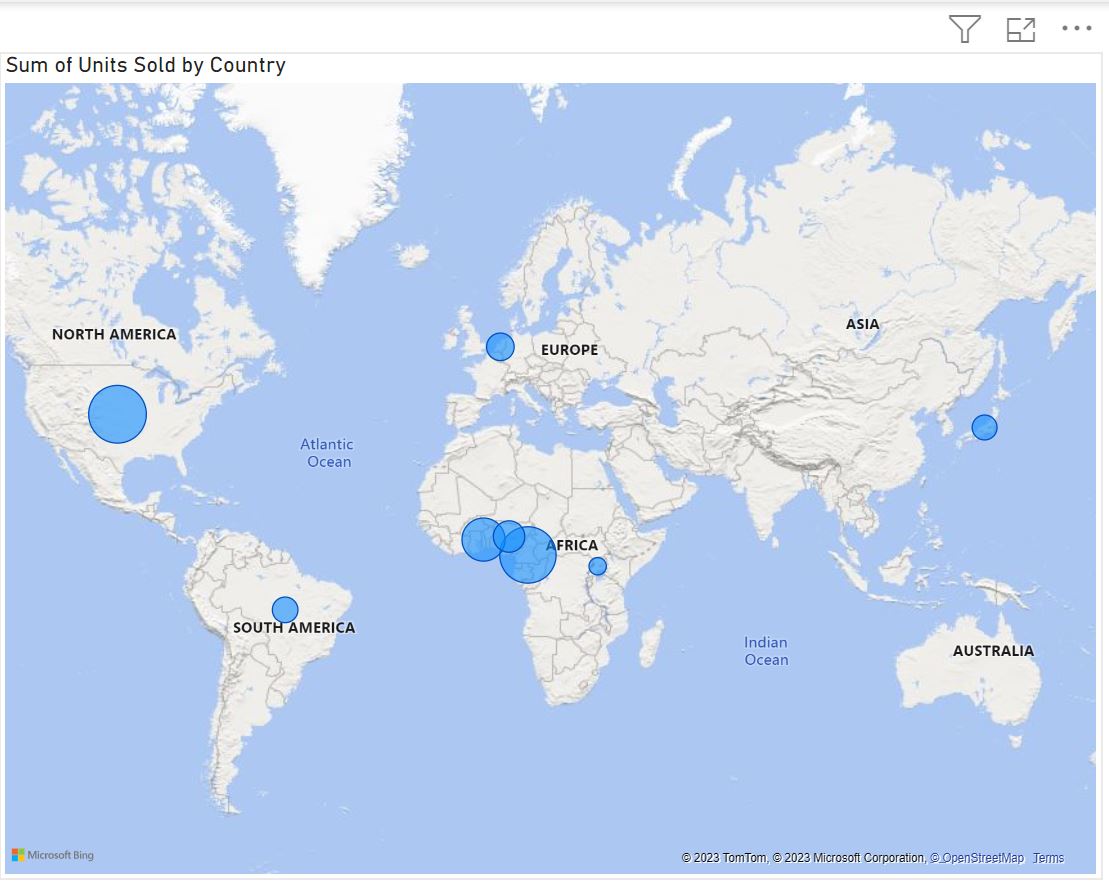 Sum of Units Sold by Country
NORTH AMERICA
EUROPE
ASIA
Atlantic
Ocean
AFRICA
SOUTH AMERICA
Indian
Ocean
AUSTRALIA
Microsoft Bing
© 2023 TomTom, © 2023 Microsoft Corporation, © OpenStreetMap Terms